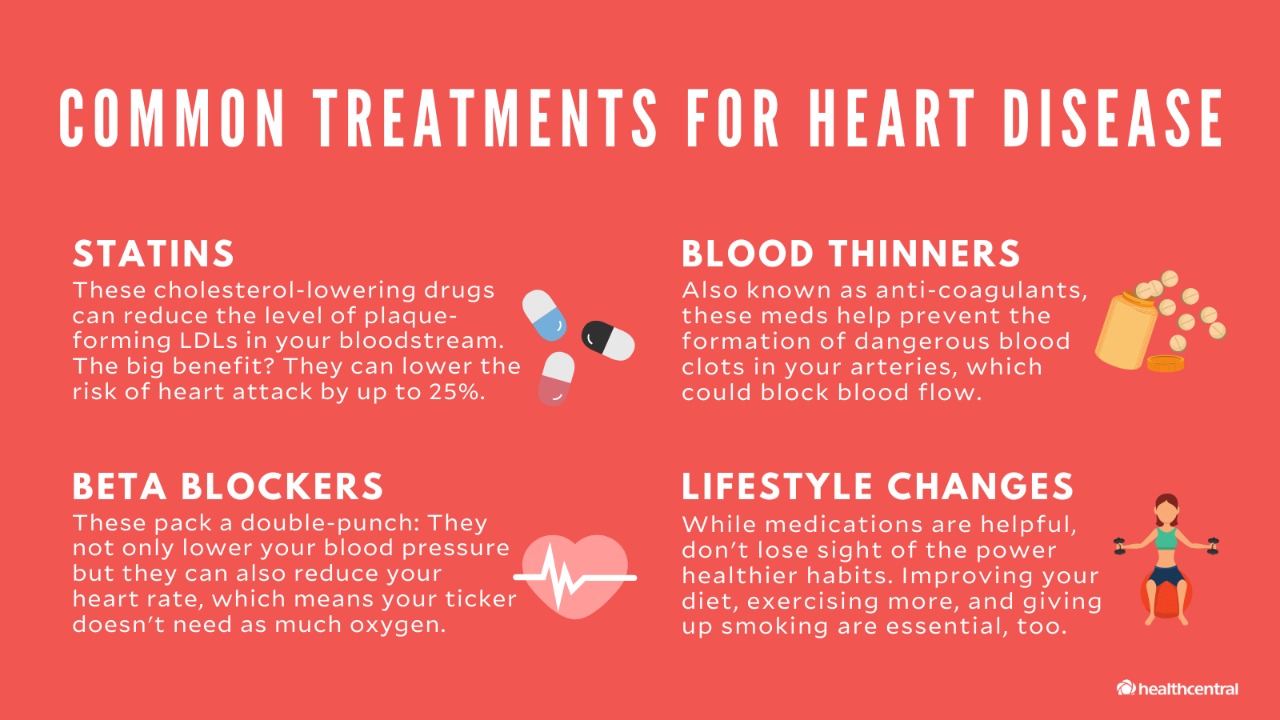 COMMON TREATMENTS FOR HEART DISEASE
STATINS
These cholesterol-lowering drugs
can reduce the level of plaque-
forming LDLs in your bloodstream.
The big benefit? They can lower the
risk of heart attack by up to 25%.
BLOOD THINNERS
Also known as anti-coagulants,
these meds help prevent the
formation of dangerous blood
clots in your arteries, which
could block blood flow.
BETA BLOCKERS
These pack a double-punch: They
not only lower your blood pressure
but they can also reduce your
heart rate, which means your ticker
doesn't need as much oxygen.
LIFESTYLE CHANGES
While medications are helpful,
don't lose sight of the power
healthier habits. Improving your
diet, exercising more, and giving
up smoking are essential, too.
healthcentral